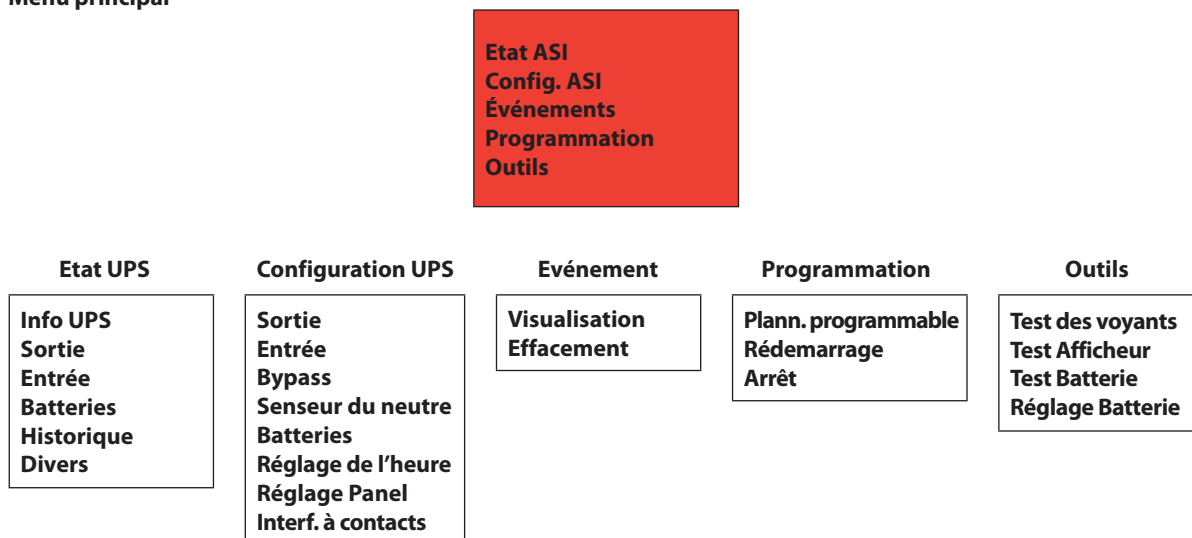 Menu principal
Etat ASI
Config. ASI
Événements
Programmation
Outils
Etat UPS
Info UPS
Sortie
Entrée
Batteries
Historique
Divers
Configuration UPS
Sortie
Entrée
Bypass
Senseur du neutre
Batteries
Réglage de l'heure
Réglage Panel
Interf. à contacts
Evénement
Visualisation
Effacement
Programmation
Plann. programmable
Rédemarrage
Arrêt
Outils
Test des voyants
Test Afficheur
Test Batterie
Réglage Batterie